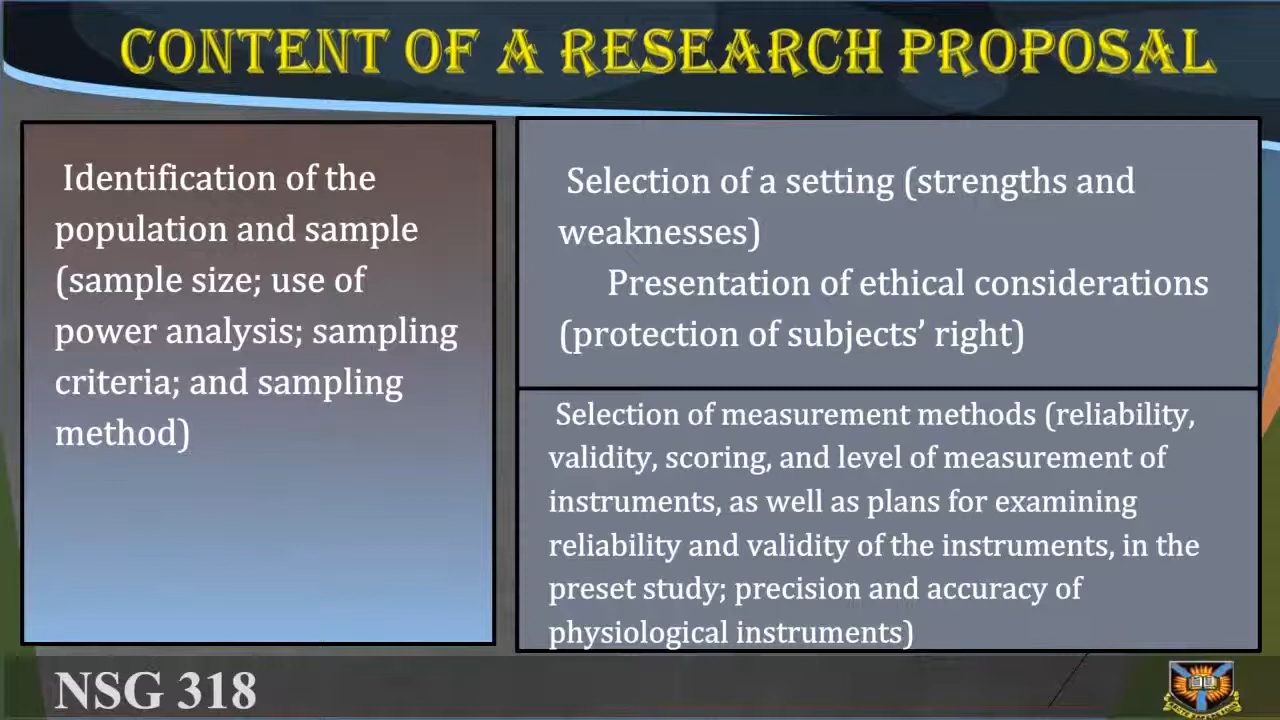 CONTENT OF A RESEARCH PROPOSAL
Identification of the
population and sample
(sample size; use of
power analysis; sampling
criteria; and sampling
method)
Selection of a setting (strengths and
weaknesses)
Presentation of ethical considerations
(protection of subjects’ right)
Selection of measurement methods (reliability,
validity, scoring, and level of measurement of
instruments, as well as plans for examining
reliability and validity of the instruments, in the
preset study; precision and accuracy of
physiological instruments)
NSG 318